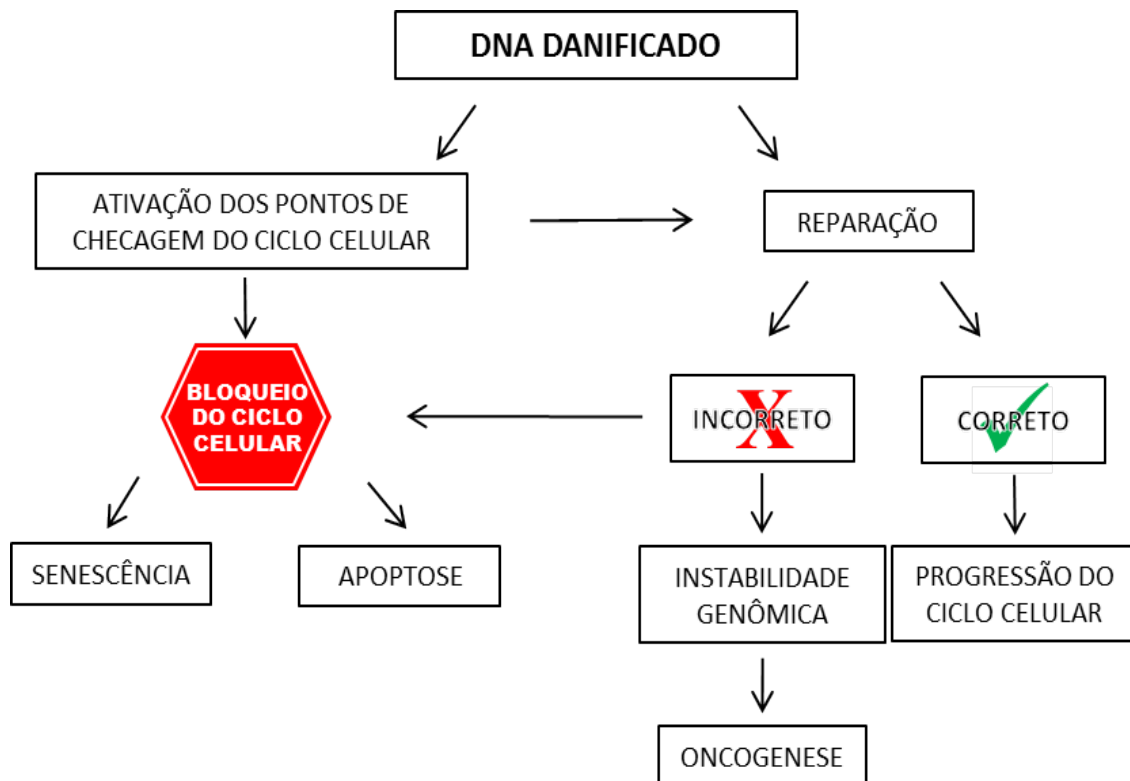 DNA DANIFICADO
ATIVAÇÃO DOS PONTOS DE
CHECAGEM DO CICLO CELULAR
REPARAÇÃO
BLOQUEIO
DO CICLO
CELULAR
INCORRETO
X
CORRETO
SENESCÊNCIA
APOPTOSE
INSTABILIDADE
GENÔMICA
PROGRESSÃO DO
CICLO CELULAR
ONCOGENESE